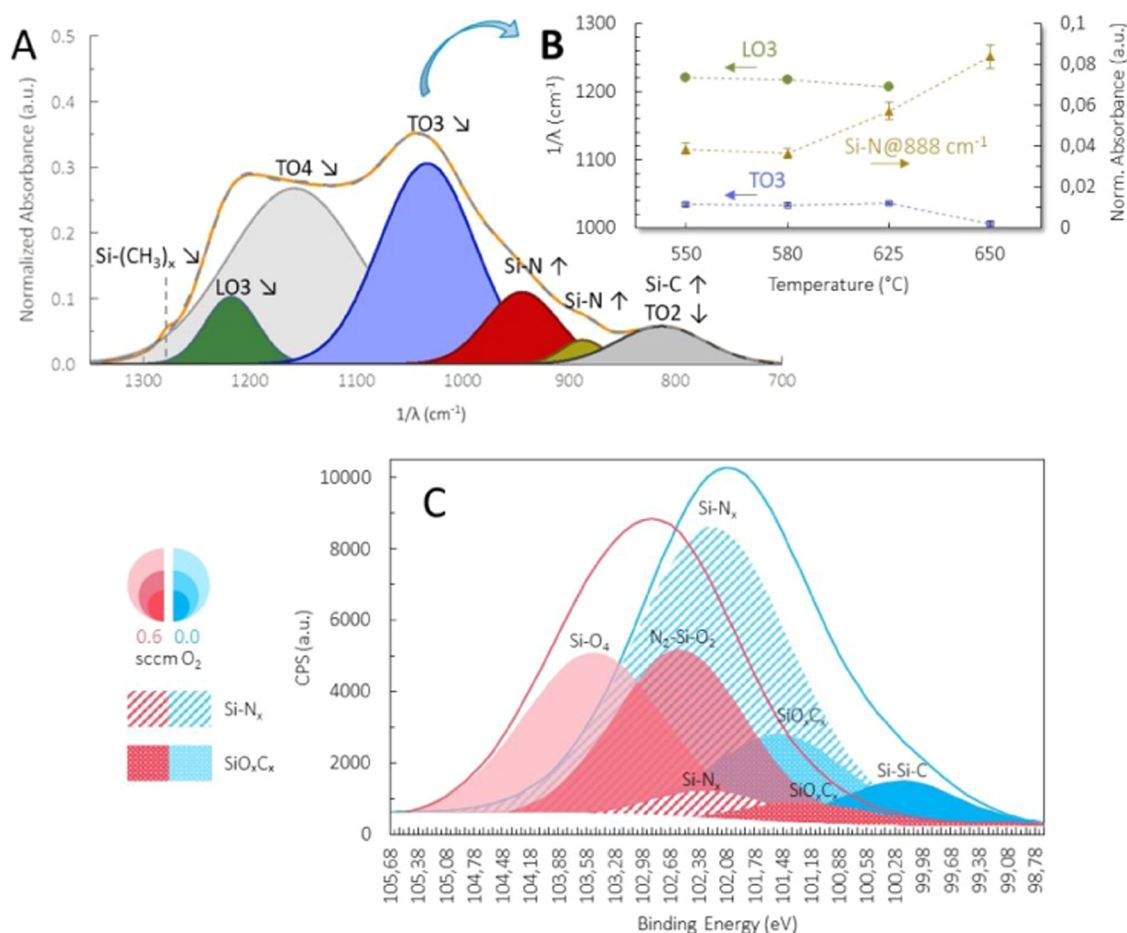 A
Normalized Absorbance (a.u.)
0.5
0.4
0.3
0.2
0.1
0.0
TO3 ↘
TO4 ↘
Si-(CH3)x ↘
LO3 ↘
Si-N ↑
Si-N ↑
Si-C ↑
TO2 ↓
1300 1200 1100 1000 900 800 700
1/λ (cm-1)
B
1/λ (cm-1)
1300
1200
1100
1000
LO3
Si-N@888 cm-1
TO3
0,1
0,08
0,06
0,04
0,02
0
Norm. Absorbance (a.u.)
550 580 625 650
Temperature (°C)
C
CPS (a.u.)
10000
8000
6000
4000
2000
0
Si-Nx
Si-O4
N2-Si-O2
SiOxCx
Si-Nx
SiOxCx
Si-Si-C
105,68 105,38 105,08 104,78 104,48 104,18 103,88 103,58 103,28 102,98 102,68 102,38 102,08 101,78 101,48 101,18 100,88 100,58 100,28 99,98 99,68 99,38 99,08 98,78
Binding Energy (eV)
0.6 0.0
sccm O2
Si-Nx
SiOxCx